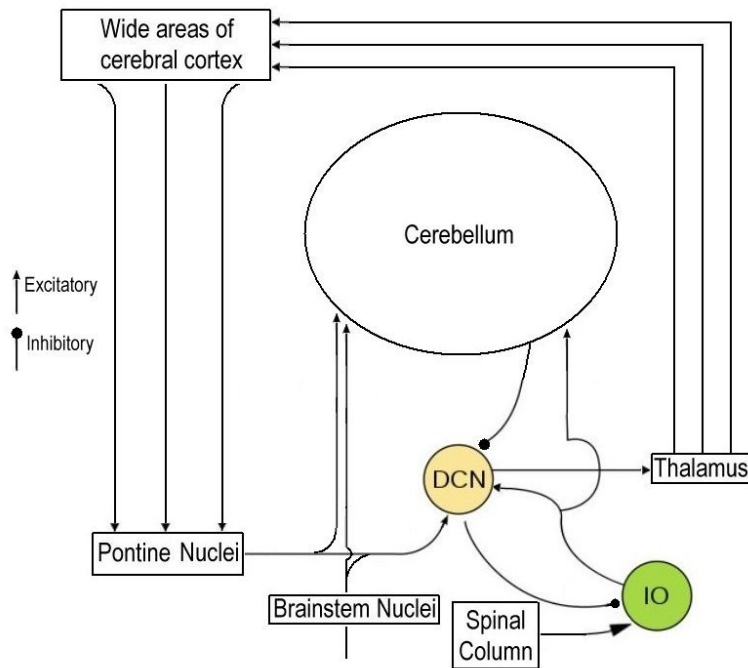 Wide areas of
cerebral cortex
Cerebellum
Excitatory
Inhibitory
DCN
Thalamus
Pontine Nuclei
IO
Brainstem Nuclei
Spinal
Column